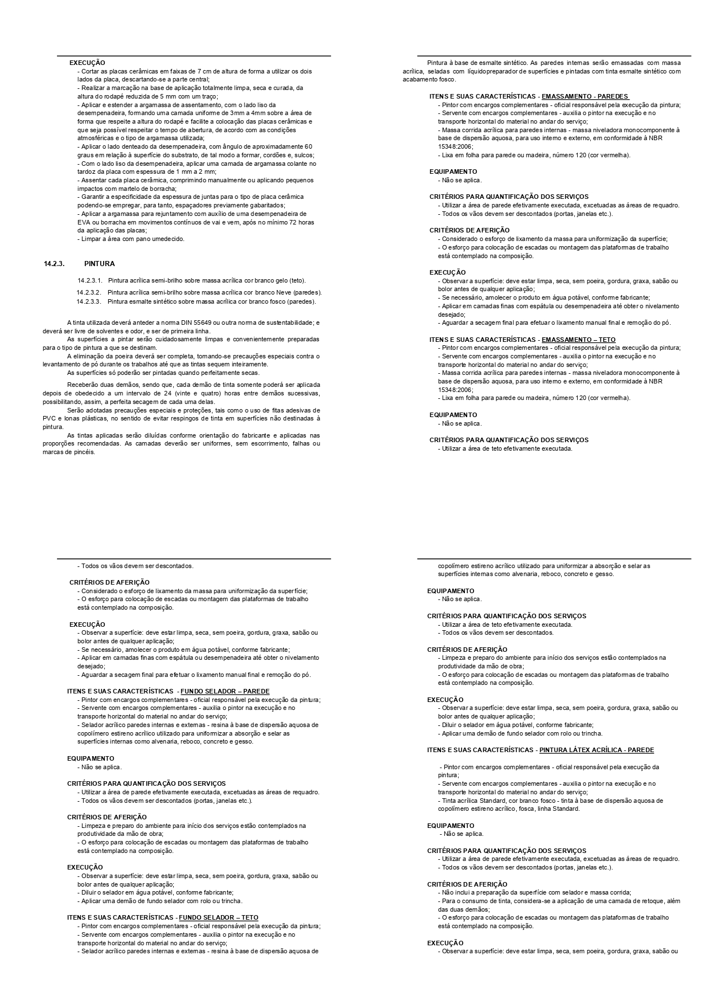 EXECUÇÃO
- Cortar as placas cerâmicas em faixas de 7 cm de altura de forma a utilizar os dois
lados da placa, descartando-se a parte central;
- Realizar a marcação na base de aplicação totalmente limpa, seca e curada, da
altura do rodapé reduzida de 5 mm com um traço;
- Aplicar e estender a argamassa de assentamento, com o lado liso da
desempenadeira, formando uma camada uniforme de 3mm a 4mm sobre a área de
forma que respeite a altura do rodapé e facilite a colocação das placas cerâmicas e
que seja possível respeitar o tempo de abertura, de acordo com as condições
atmosféricas e o tipo de argamassa utilizada;
- Aplicar o lado denteado da desempenadeira, com ângulo de aproximadamente 60
graus em relação à superfície do substrato, de tal modo a formar, cordões e, sulcos;
- Com o lado liso da desempenadeira, aplicar uma camada de argamassa colante no
tardoz da placa com espessura de 1 mm a 2 mm;
- Assentar cada placa cerâmica, comprimindo manualmente ou aplicando pequenos
impactos com martelo de borracha;
- Garantir a especificidade da espessura de juntas para o tipo de placa cerâmica
podendo-se empregar, para tanto, espaçadores previamente gabaritados;
- Aplicar a argamassa para rejuntamento com auxílio de uma desempenadeira de
EVA ou borracha em movimentos contínuos de vai e vem, após no mínimo 72 horas
da aplicação das placas;
- Limpar a área com pano umedecido.
14.2.3. PINTURA
14.2.3.1. Pintura acrílica semi-brilho sobre massa acrílica cor branco gelo (teto).
14.2.3.2. Pintura acrílica semi-brilho sobre massa acrílica cor branco Neve (paredes).
14.2.3.3. Pintura esmalte sintético sobre massa acrílica cor branco fosco (paredes).
A tinta utilizada deverá anteder a norma DIN 55649 ou outra norma de sustentabilidade; e
deverá ser livre de solventes e odor, e ser de primeira linha.
As superfícies a pintar serão cuidadosamente limpas e convenientemente preparadas
para o tipo de pintura a que se destinam.
A eliminação da poeira deverá ser completa, tomando-se precauções especiais contra o
levantamento de pó durante os trabalhos até que as tintas sequem inteiramente.
As superfícies só poderão ser pintadas quando perfeitamente secas.
Receberão duas demãos, sendo que, cada demão de tinta somente poderá ser aplicada
depois de obedecido a um intervalo de 24 (vinte e quatro) horas entre demãos sucessivas,
possibilitando, assim, a perfeita secagem de cada uma delas.
Serão adotadas precauções especiais e proteções, tais como o uso de fitas adesivas de
PVC e lonas plásticas, no sentido de evitar respingos de tinta em superfícies não destinadas à
pintura.
As tintas aplicadas serão diluídas conforme orientação do fabricante e aplicadas nas
proporções recomendadas. As camadas deverão ser uniformes, sem escorrimento, falhas ou
marcas de pincéis.
Pintura à base de esmalte sintético. As paredes internas serão emassadas com massa
acrílica, seladas com líquidopreparador de superfícies e pintadas com tinta esmalte sintético com
acabamento fosco.
ITENS E SUAS CARACTERÍSTICAS - EMASSAMENTO - PAREDES
- Pintor com encargos complementares - oficial responsável pela execução da pintura;
- Servente com encargos complementares - auxilia o pintor na execução e no
transporte horizontal do material no andar do serviço;
- Massa corrida acrílica para paredes internas - massa niveladora monocomponente à
base de dispersão aquosa, para uso interno e externo, em conformidade à NBR
15348:2006;
- Lixa em folha para parede ou madeira, número 120 (cor vermelha).
EQUIPAMENTO
- Não se aplica.
CRITÉRIOS PARA QUANTIFICAÇÃO DOS SERVIÇOS
- Utilizar a área de parede efetivamente executada, excetuadas as áreas de requadro.
- Todos os vãos devem ser descontados (portas, janelas etc.).
CRITÉRIOS DE AFERIÇÃO
- Considerado o esforço de lixamento da massa para uniformização da superfície;
- O esforço para colocação de escadas ou montagem das plataformas de trabalho
está contemplado na composição.
EXECUÇÃO
- Observar a superfície: deve estar limpa, seca, sem poeira, gordura, graxa, sabão ou
bolor antes de qualquer aplicação;
- Se necessário, amolecer o produto em água potável, conforme fabricante;
- Aplicar em camadas finas com espátula ou desempenadeira até obter o nivelamento
desejado;
- Aguardar a secagem final para efetuar o lixamento manual final e remoção do pó.
ITENS E SUAS CARACTERÍSTICAS - EMASSAMENTO – TETO
- Pintor com encargos complementares - oficial responsável pela execução da pintura;
- Servente com encargos complementares - auxilia o pintor na execução e no
transporte horizontal do material no andar do serviço;
- Massa corrida acrílica para paredes internas - massa niveladora monocomponente à
base de dispersão aquosa, para uso interno e externo, em conformidade à NBR
15348:2006;
- Lixa em folha para parede ou madeira, número 120 (cor vermelha).
EQUIPAMENTO
- Não se aplica.
CRITÉRIOS PARA QUANTIFICAÇÃO DOS SERVIÇOS
- Utilizar a área de teto efetivamente executada.
- Todos os vãos devem ser descontados.
CRITÉRIOS DE AFERIÇÃO
- Considerado o esforço de lixamento da massa para uniformização da superfície;
- O esforço para colocação de escadas ou montagem das plataformas de trabalho
está contemplado na composição.
EXECUÇÃO
- Observar a superfície: deve estar limpa, seca, sem poeira, gordura, graxa, sabão ou
bolor antes de qualquer aplicação;
- Se necessário, amolecer o produto em água potável, conforme fabricante;
- Aplicar em camadas finas com espátula ou desempenadeira até obter o nivelamento
desejado;
- Aguardar a secagem final para efetuar o lixamento manual final e remoção do pó.
ITENS E SUAS CARACTERÍSTICAS - FUNDO SELADOR – PAREDE
- Pintor com encargos complementares - oficial responsável pela execução da pintura;
- Servente com encargos complementares - auxilia o pintor na execução e no
transporte horizontal do material no andar do serviço;
- Selador acrílico paredes internas e externas - resina à base de dispersão aquosa de
copolímero estireno acrílico utilizado para uniformizar a absorção e selar as
superfícies internas como alvenaria, reboco, concreto e gesso.
EQUIPAMENTO
- Não se aplica.
CRITÉRIOS PARA QUANTIFICAÇÃO DOS SERVIÇOS
- Utilizar a área de parede efetivamente executada, excetuadas as áreas de requadro.
- Todos os vãos devem ser descontados (portas, janelas etc.).
CRITÉRIOS DE AFERIÇÃO
- Limpeza e preparo do ambiente para início dos serviços estão contemplados na
produtividade da mão de obra;
- O esforço para colocação de escadas ou montagem das plataformas de trabalho
está contemplado na composição.
EXECUÇÃO
- Observar a superfície: deve estar limpa, seca, sem poeira, gordura, graxa, sabão ou
bolor antes de qualquer aplicação;
- Diluir o selador em água potável, conforme fabricante;
- Aplicar uma demão de fundo selador com rolo ou trincha.
ITENS E SUAS CARACTERÍSTICAS - FUNDO SELADOR – TETO
- Pintor com encargos complementares - oficial responsável pela execução da pintura;
- Servente com encargos complementares - auxilia o pintor na execução e no
transporte horizontal do material no andar do serviço;
- Selador acrílico paredes internas e externas - resina à base de dispersão aquosa de
copolímero estireno acrílico utilizado para uniformizar a absorção e selar as
superfícies internas como alvenaria, reboco, concreto e gesso.
EQUIPAMENTO
- Não se aplica.
CRITÉRIOS PARA QUANTIFICAÇÃO DOS SERVIÇOS
- Utilizar a área de teto efetivamente executada.
- Todos os vãos devem ser descontados.
CRITÉRIOS DE AFERIÇÃO
- Limpeza e preparo do ambiente para início dos serviços estão contemplados na
produtividade da mão de obra;
- O esforço para colocação de escadas ou montagem das plataformas de trabalho
está contemplado na composição.
EXECUÇÃO
- Observar a superfície: deve estar limpa, seca, sem poeira, gordura, graxa, sabão ou
bolor antes de qualquer aplicação;
- Diluir o selador em água potável, conforme fabricante;
- Aplicar uma demão de fundo selador com rolo ou trincha.
ITENS E SUAS CARACTERÍSTICAS - PINTURA LÁTEX ACRÍLICA - PAREDE
- Pintor com encargos complementares - oficial responsável pela execução da
pintura;
- Servente com encargos complementares - auxilia o pintor na execução e no
transporte horizontal do material no andar do serviço;
- Tinta acrílica Standard, cor branco fosco - tinta à base de dispersão aquosa de
copolímero estireno acrílico, fosca, linha Standard.
EQUIPAMENTO
- Não se aplica.
CRITÉRIOS PARA QUANTIFICAÇÃO DOS SERVIÇOS
- Utilizar a área de parede efetivamente executada, excetuadas as áreas de requadro.
- Todos os vãos devem ser descontados (portas, janelas etc.).
CRITÉRIOS DE AFERIÇÃO
- Não inclui a preparação da superfície com selador e massa corrida;
- Para o consumo de tinta, considera-se a aplicação de uma camada de retoque, além
das duas demãos;
- O esforço para colocação de escadas ou montagem das plataformas de trabalho
está contemplado na composição.
EXECUÇÃO
- Observar a superfície: deve estar limpa, seca, sem poeira, gordura, graxa, sabão ou